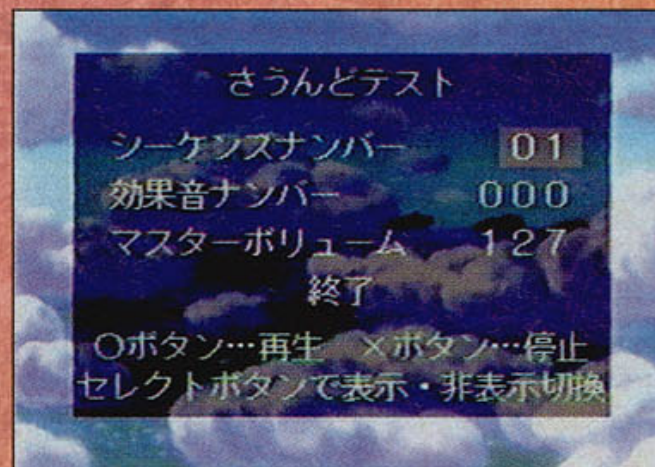 さうんどテスト
シーケンスナンバー 01
効果音ナンバー 000
マスターボリューム 127
終了
○ボタン…再生 ×ボタン…停止
セレクトボタンで表示・非表示切換